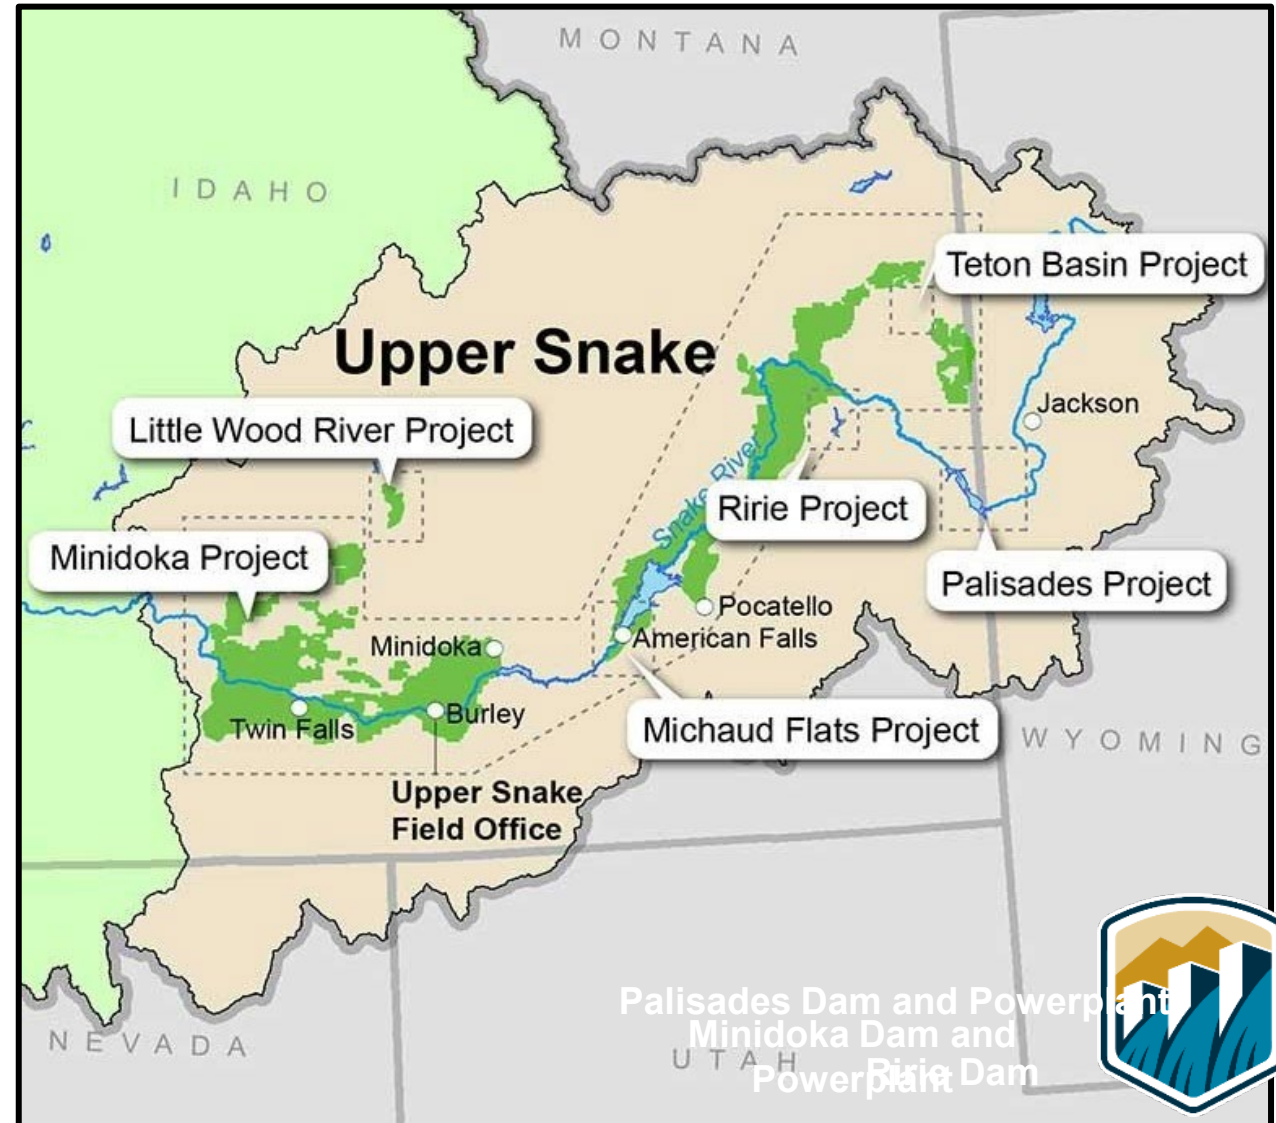 MONTANA
IDAHO
Teton Basin Project
Upper Snake
Jackson
Little Wood River Project
Snake River
Ririe Project
Minidoka Project
Palisades Project
Pocatello
American Falls
Minidoka
Burley
Twin Falls
Michaud Flats Project
WYOMING
Upper Snake
Field Office
Palisades Dam and Powerplant
Minidoka Dam and
Powerplant
Ririe Dam
NEVADA
UTAH